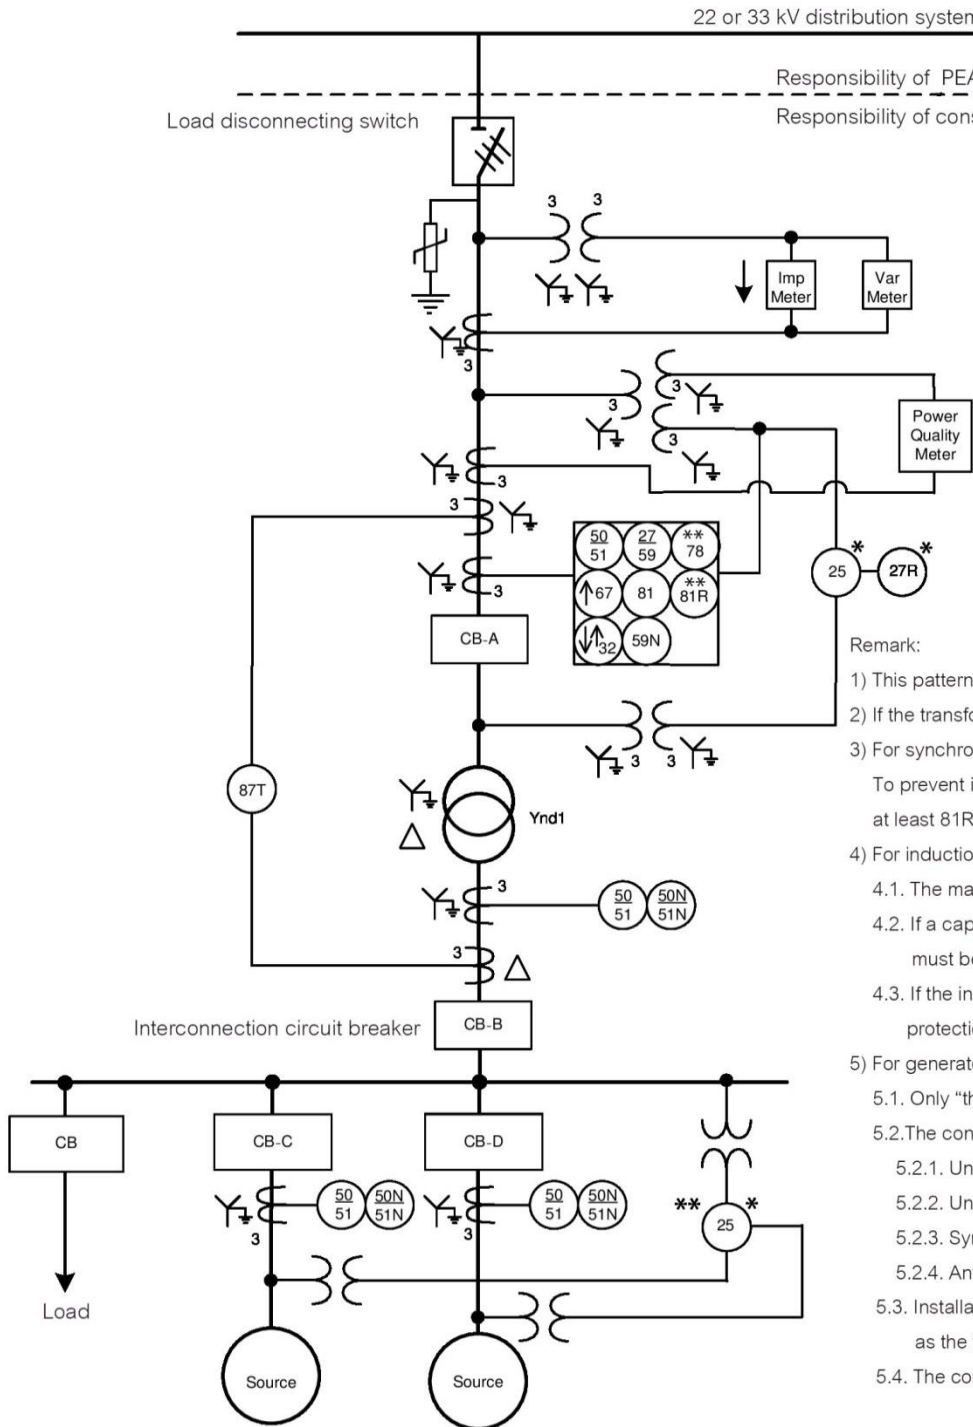 22 or 33 kV distribution system
Responsibility of PEA
Load disconnecting switch
Responsibility of cons
3
3
Imp
Meter
Var
Meter
3
3
3
3
Power
Quality
Meter
3
3
3
50
51
27
59
**
78
67
81
**
81R
32
59N
CB-A
25
*
27R
*
3
3
87T
Ynd1
3
50
51
50N
51N
3
Interconnection circuit breaker
CB-B
CB
CB-C
CB-D
50
51
50N
51N
50
51
50N
51N
3
3
**
25
*
Load
Source
Source
Remark:
1) This pattern
2) If the transfo
3) For synchro
To prevent i
at least 81R
4) For inductio
4.1. The ma
4.2. If a cap
must be
4.3. If the in
protectio
5) For generato
5.1. Only “th
5.2.The con
5.2.1. Un
5.2.2. Un
5.2.3. Syr
5.2.4. An
5.3. Installa
as the
5.4. The co